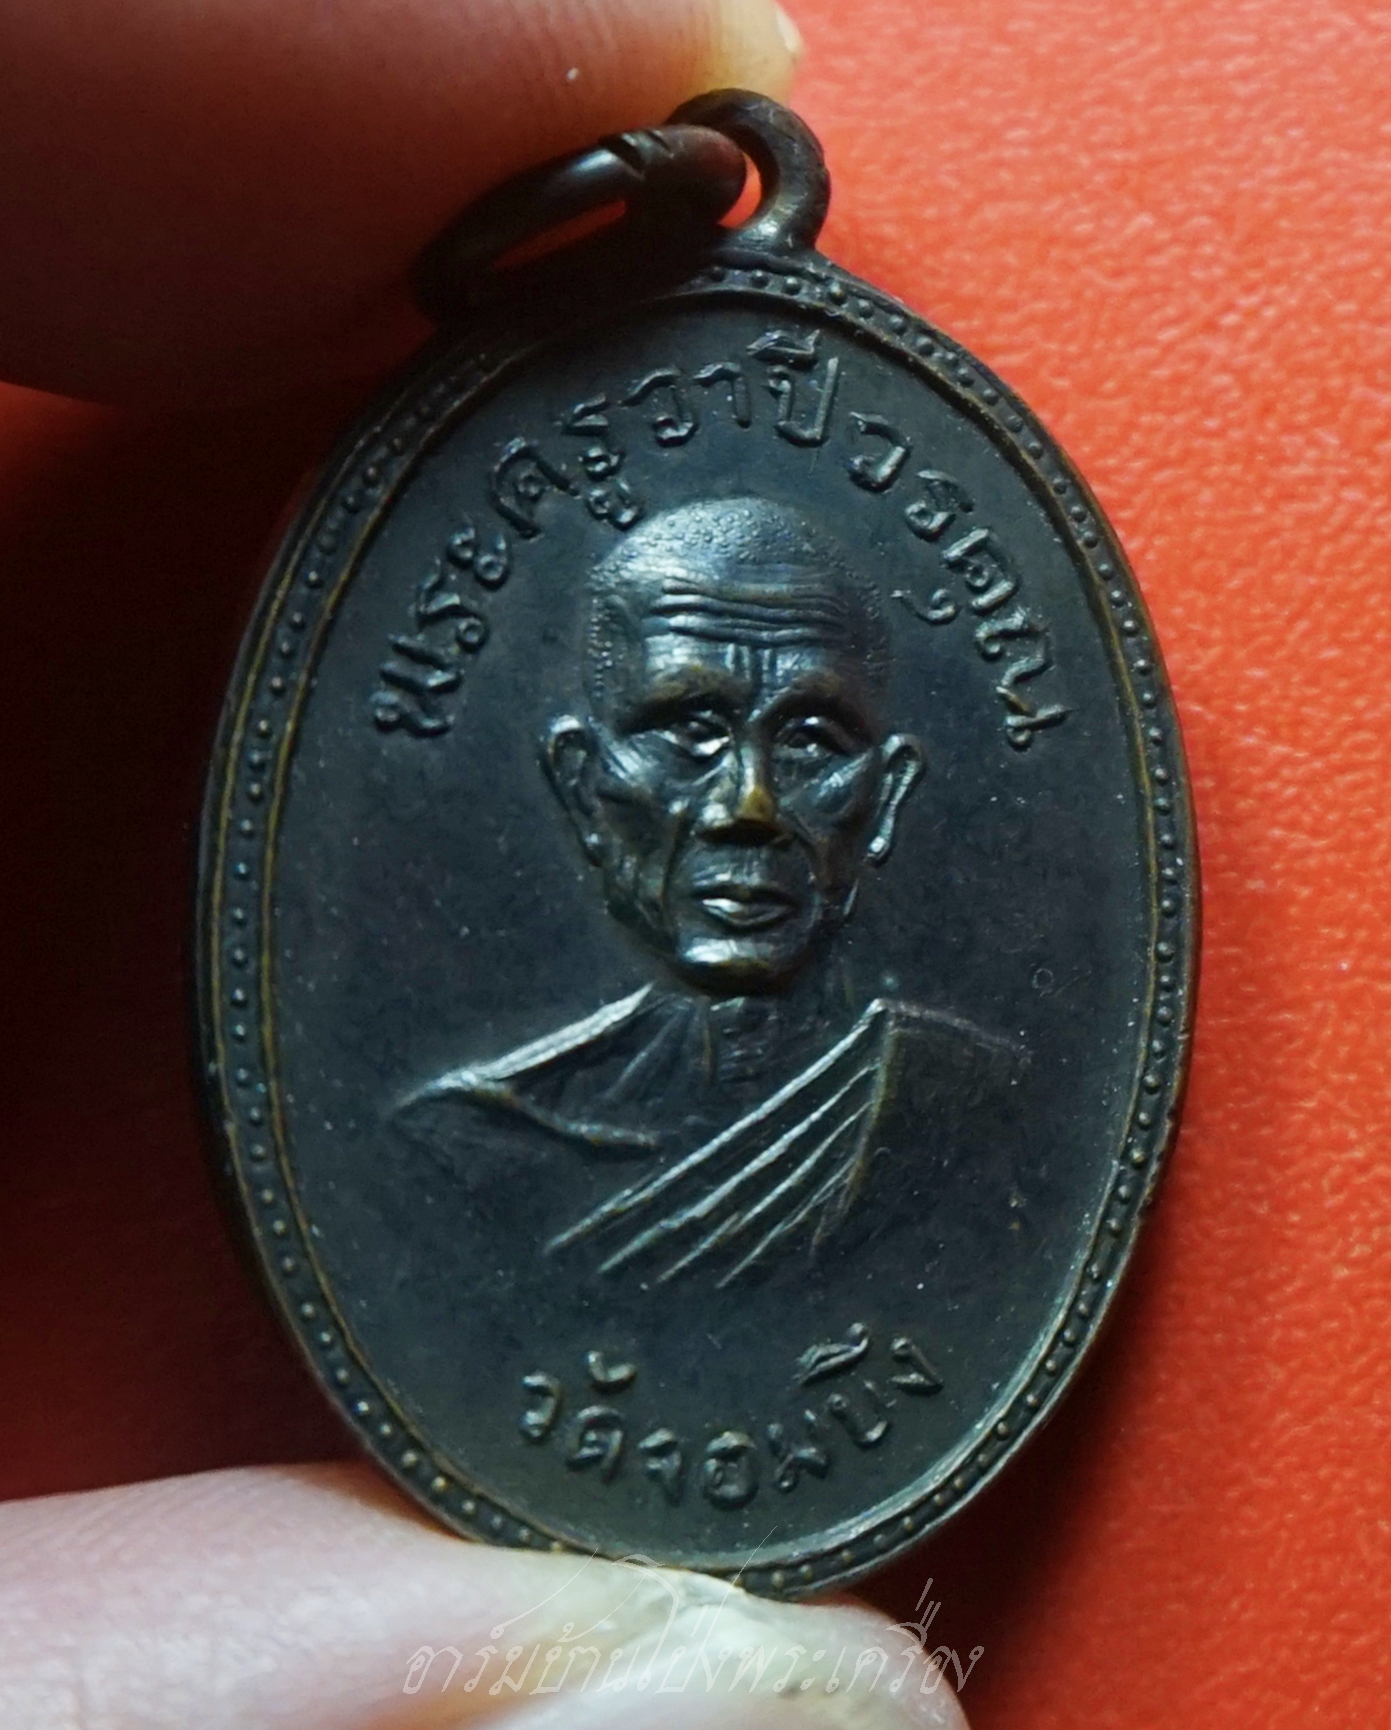 พระครูวาปีวรคุณ
วัดจอมบึง
อาร์มบ้านโป่งพระเครื่อง